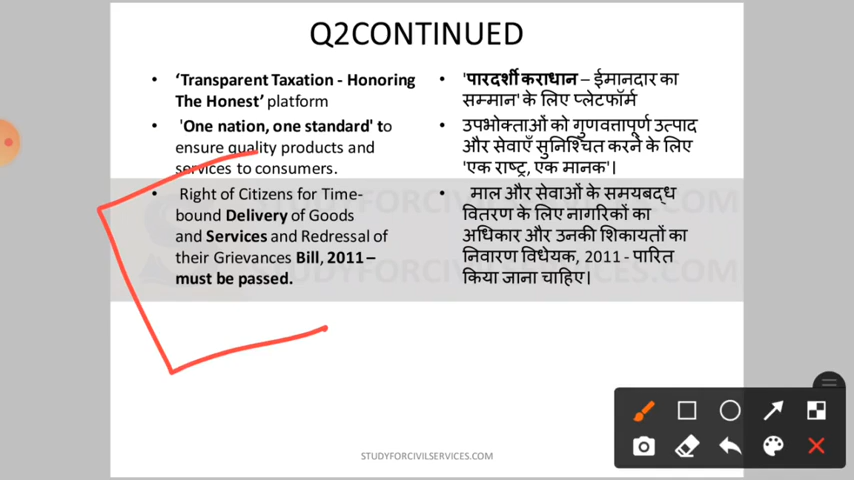 Q2CONTINUED
• ‘Transparent Taxation - Honoring
The Honest’ platform
• 'One nation, one standard' to
ensure quality products and
services to consumers.
• Right of Citizens for Time-
bound Delivery of Goods
and Services and Redressal of
their Grievances Bill, 2011 –
must be passed.
• 'पारदर्शी कराधान – ईमानदार का
सम्मान' के लिए प्लेटफॉर्म
• उपभोक्ताओं को गुणवत्तापूर्ण उत्पाद
और सेवाएँ सुनिश्चित करने के लिए
'एक राष्ट्र, एक मानक'।
• माल और सेवाओं के समयबद्ध
वितरण के लिए नागरिकों का
अधिकार और उनकी शिकायतों का
निवारण विधेयक, 2011 - पारित
किया जाना चाहिए।
STUDYFORCIVILSERVICES.COM
STUDYFORCIVILSERVICES.COM